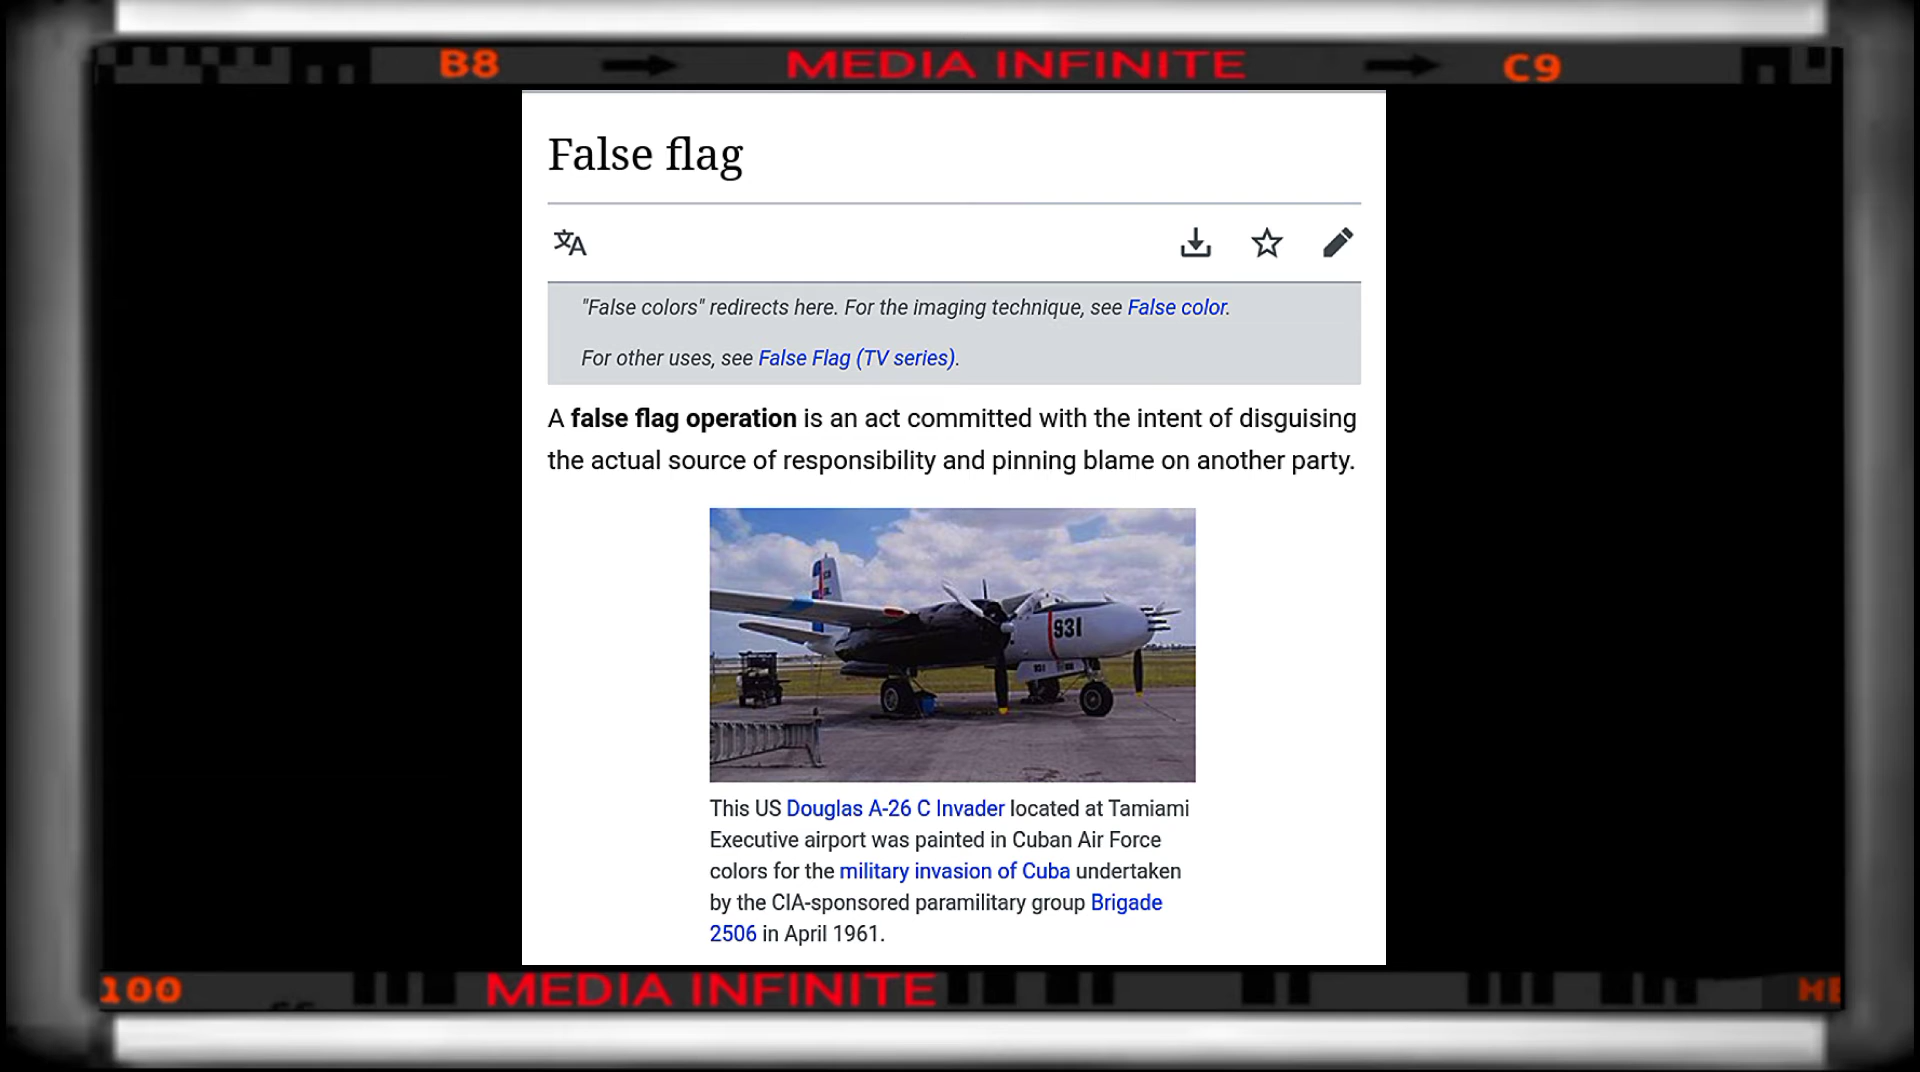 B8 MEDIA INFINITE C9
False flag
"False colors" redirects here. For the imaging technique, see False color.
For other uses, see False Flag (TV series).
A false flag operation is an act committed with the intent of disguising
the actual source of responsibility and pinning blame on another party.
931
This US Douglas A-26 C Invader located at Tamiami
Executive airport was painted in Cuban Air Force
colors for the military invasion of Cuba undertaken
by the CIA-sponsored paramilitary group Brigade
2506 in April 1961.
100 MEDIA INFINITE ME